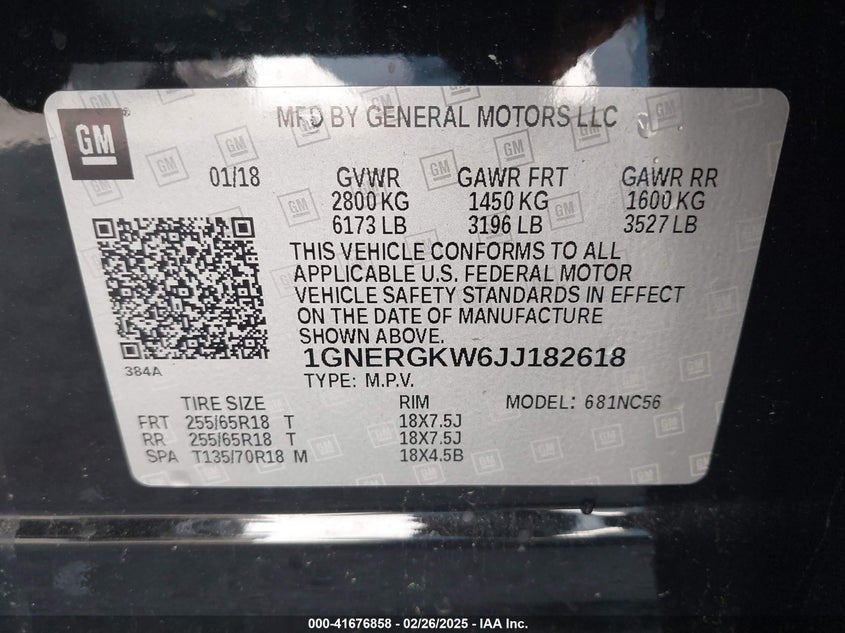 GM
MFD BY GENERAL MOTORS LLC
01/18 GVWR GAWR FRT GAWR RR
2800 KG 1450 KG 1600 KG
6173 LB 3196 LB 3527 LB
THIS VEHICLE CONFORMS TO ALL
APPLICABLE U.S. FEDERAL MOTOR
VEHICLE SAFETY STANDARDS IN EFFECT
ON THE DATE OF MANUFACTURE
SHOWN ABOVE.
384A
1GNERGKW6JJ182618
TYPE: M.P.V.
TIRE SIZE RIM MODEL: 681NC56
FRT 255/65R18 T 18X7.5J
RR 255/65R18 T 18X7.5J
SPA T135/70R18 M 18X4.5B
000-41676858 - 02/26/2025 - IAA Inc.